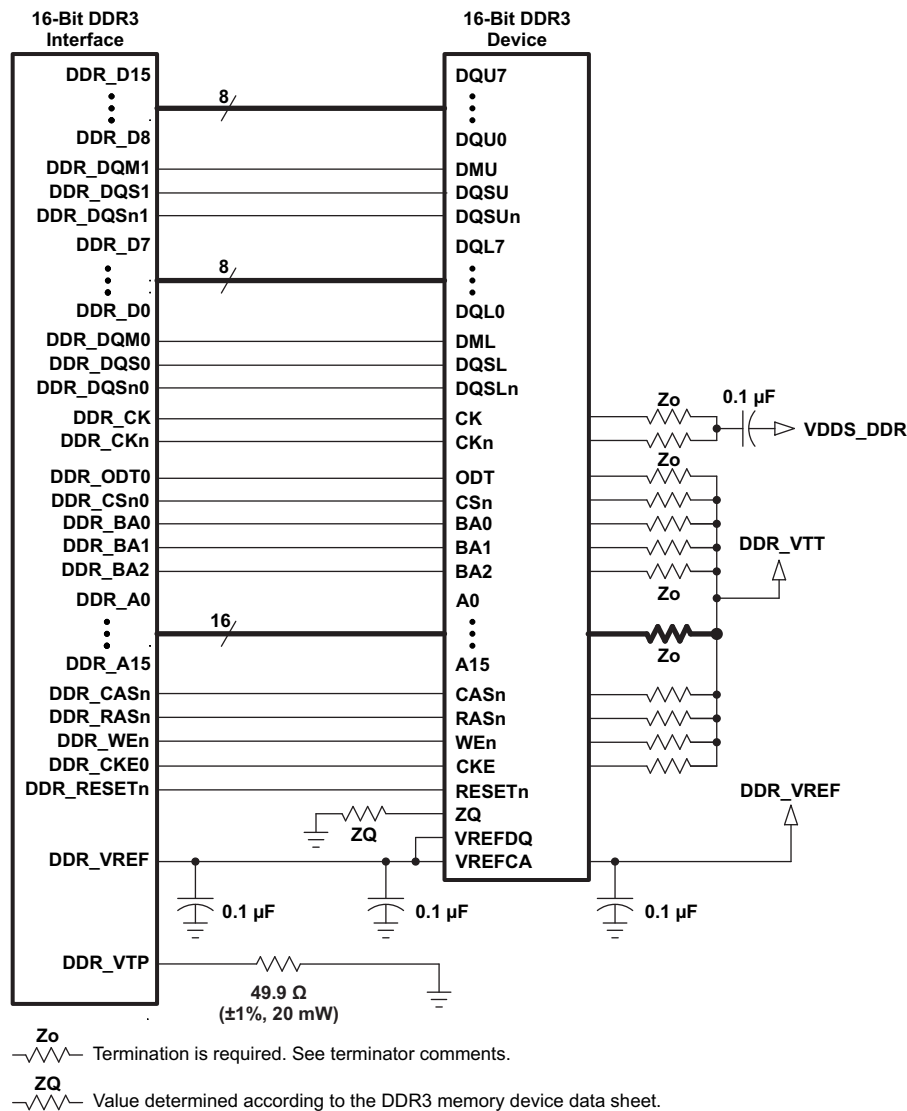 16-Bit DDR3
Interface
16-Bit DDR3
Device
DDR_D15
8
DQU7
DDR_D8
DQU0
DDR_DQM1
DMU
DDR_DQS1
DQSU
DDR_DQSn1
DQSUn
DDR_D7
8
DQL7
DDR_D0
DQL0
DDR_DQM0
DML
DDR_DQS0
DQSL
DDR_DQSn0
DQSLn
Zo
0.1 µF
DDR_CK
CK
VDDS_DDR
DDR_CKn
CKn
Zo
DDR_ODT0
ODT
DDR_CSn0
CSn
DDR_BA0
BA0
DDR_BA1
BA1
DDR_VTT
DDR_BA2
BA2
Zo
DDR_A0
A0
16
Zo
DDR_A15
A15
DDR_CASn
CASn
DDR_RASn
RASn
DDR_WEn
WEn
DDR_CKE0
CKE
DDR_RESETn
RESETn
DDR_VREF
ZQ
ZQ
VREFDQ
DDR_VREF
VREFCA
0.1 µF
0.1 µF
0.1 µF
DDR_VTP
49.9 Ω
(±1%, 20 mW)
Zo
Termination is required. See terminator comments.
ZQ
Value determined according to the DDR3 memory device data sheet.